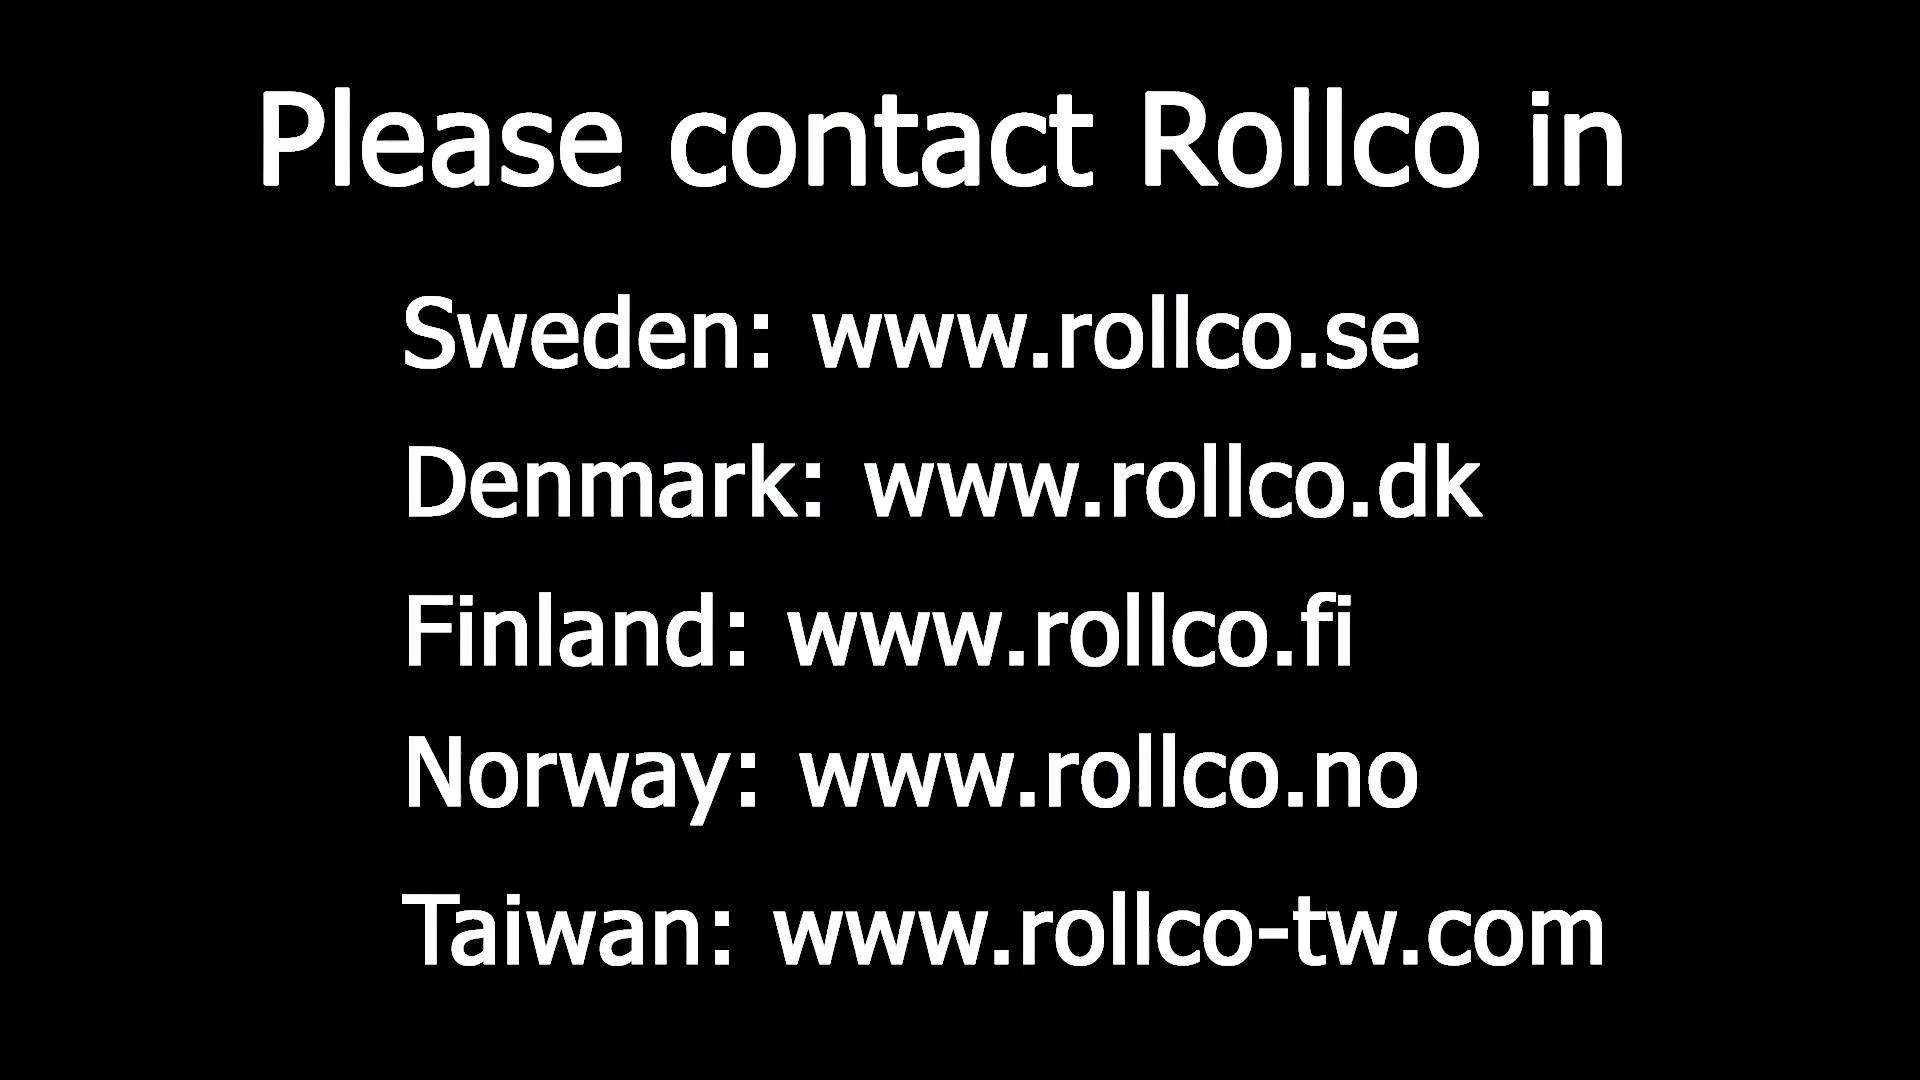 Please contact Rollco in
Sweden: www.rollco.se
Denmark: www.rollco.dk
Finland: www.rollco.fi
Norway: www.rollco.no
Taiwan: www.rollco-tw.com